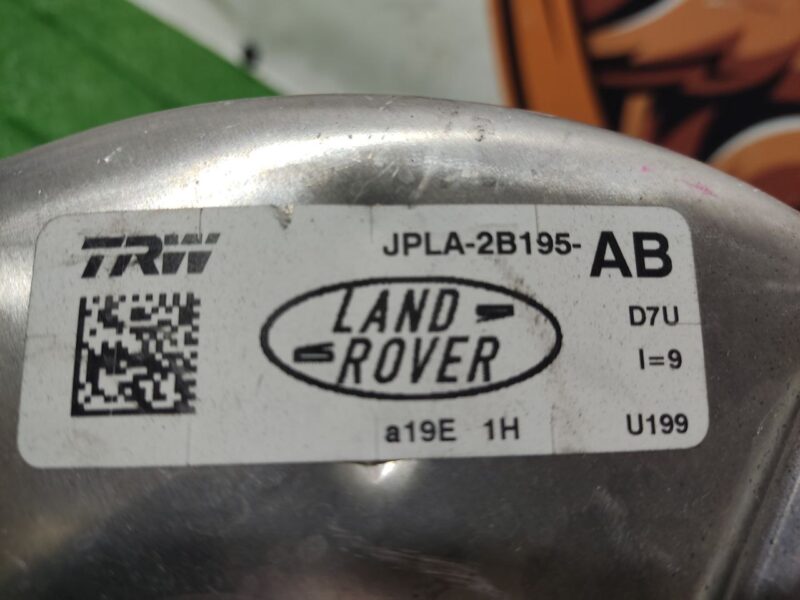 TRW
JPLA-2B195-AB
LAND
ROVER
D7U
I=9
a19E 1H
U199